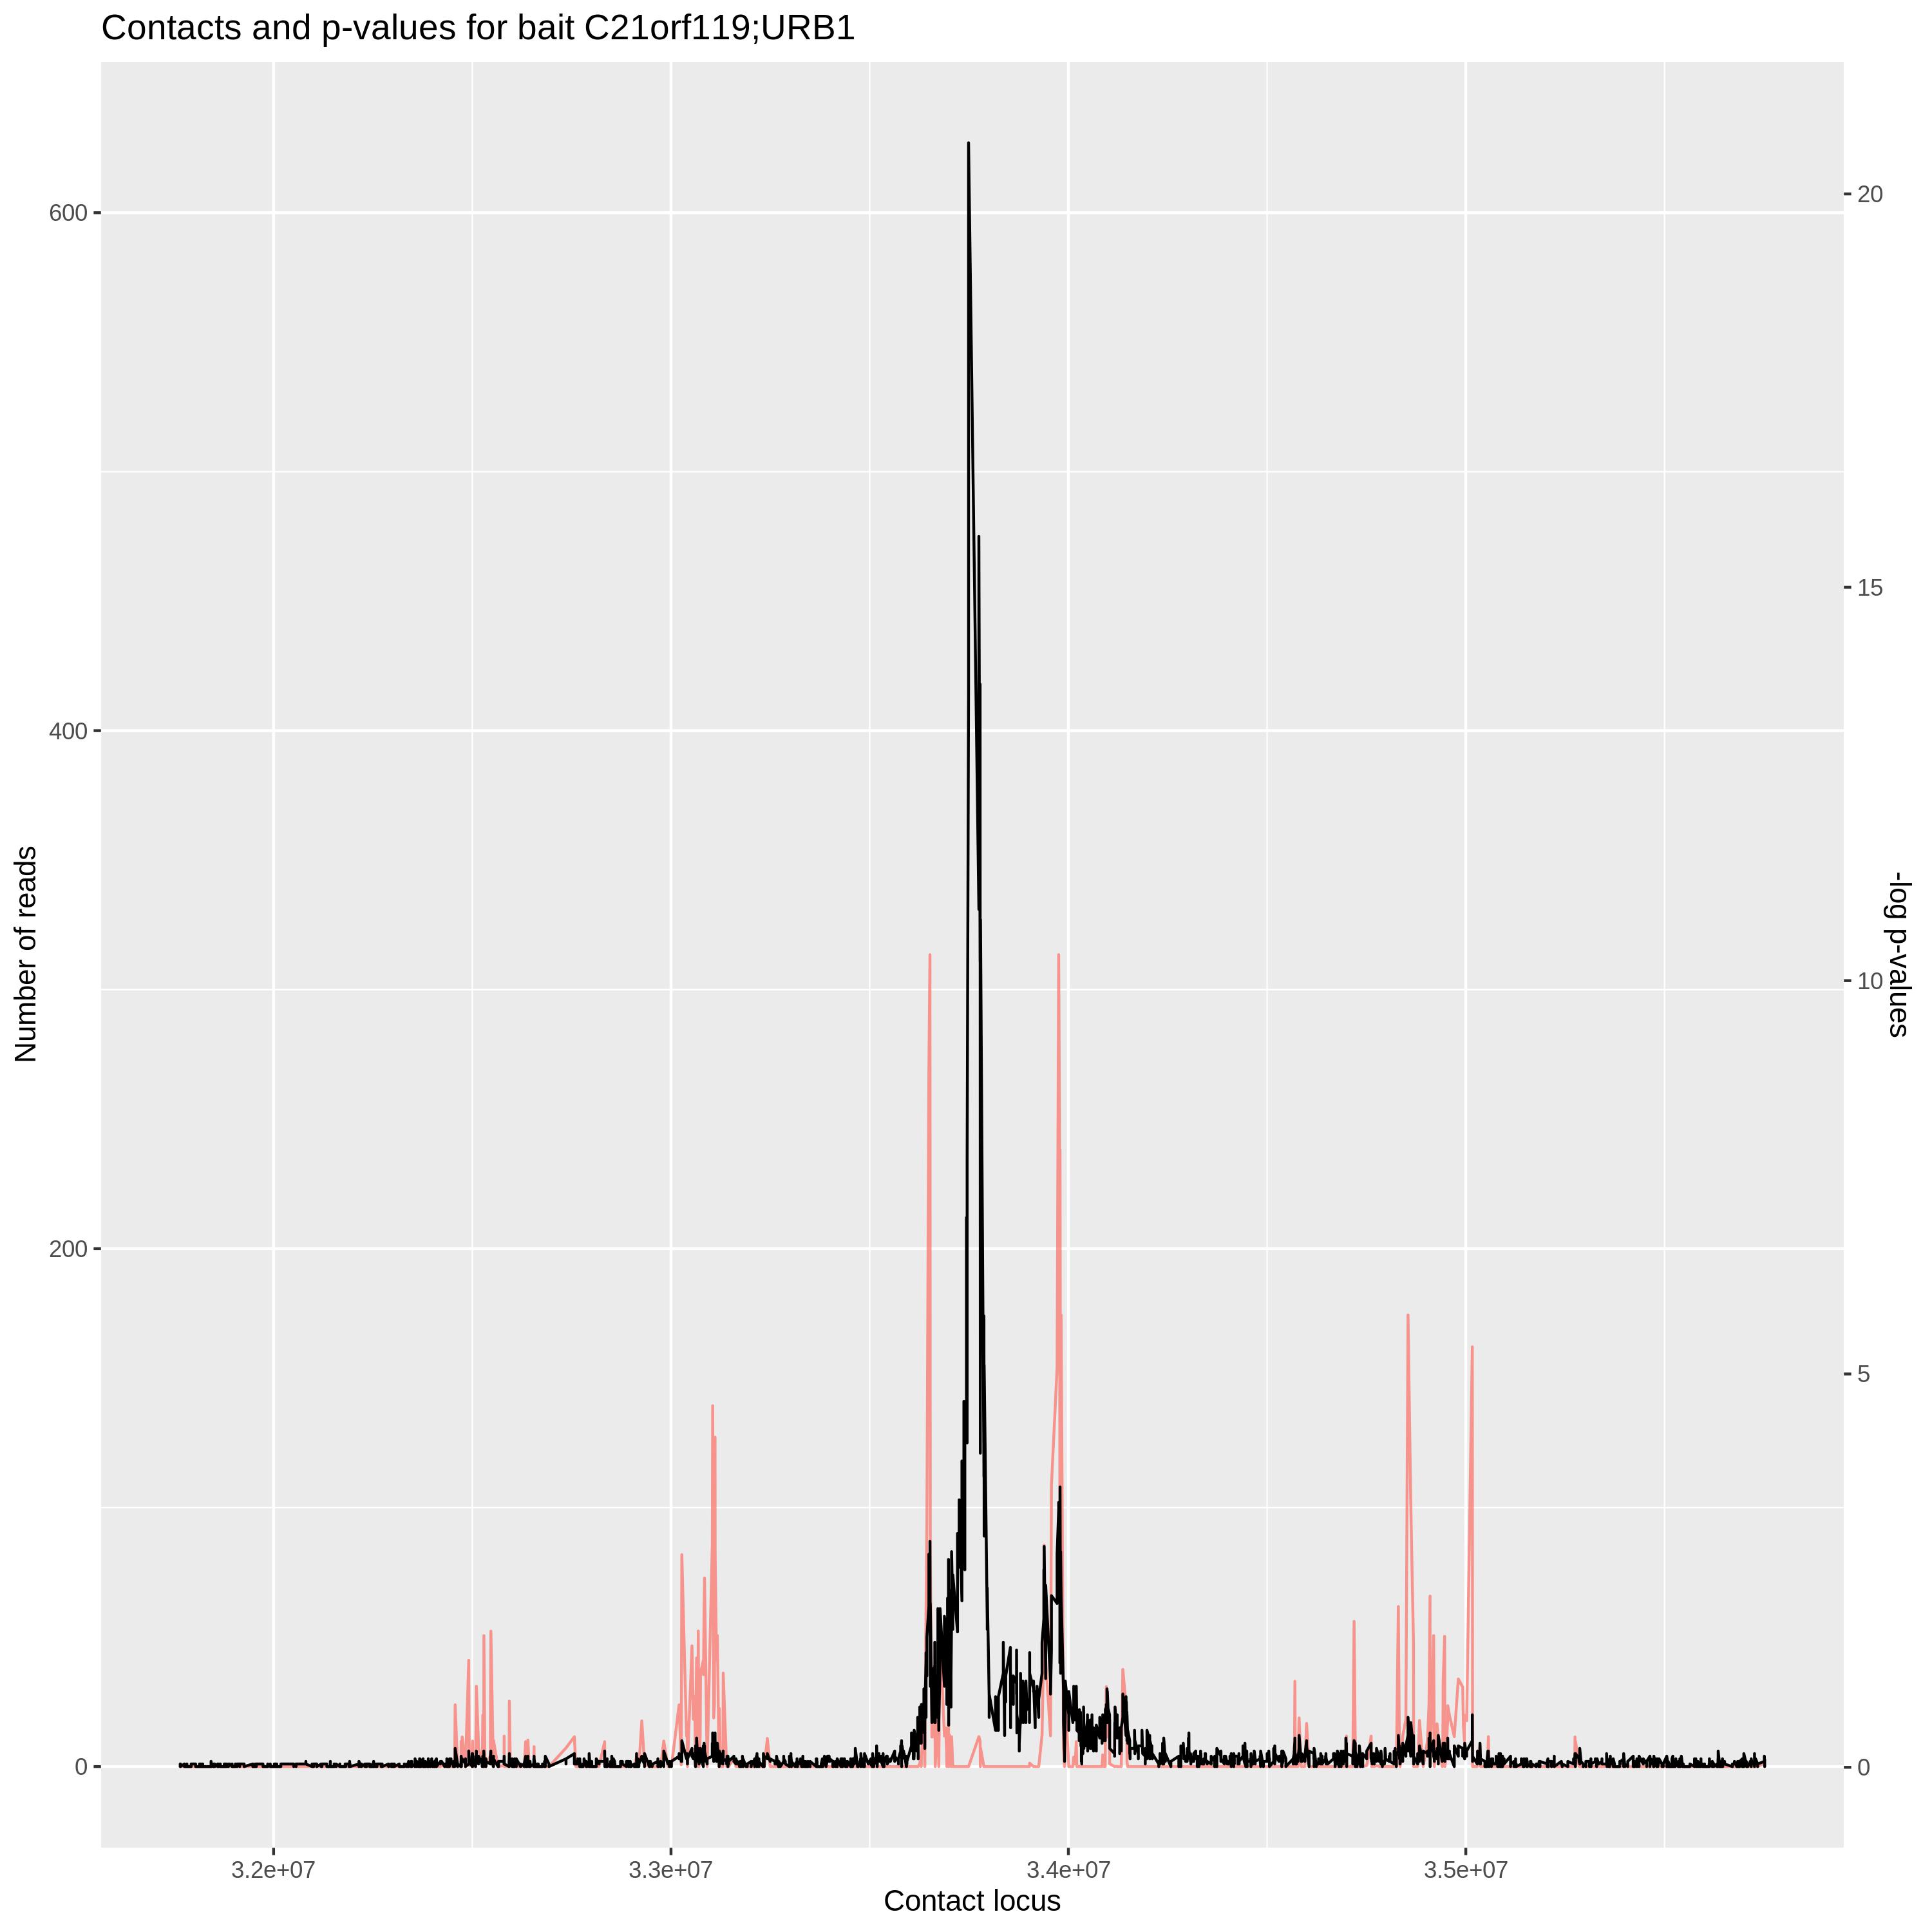 Contacts and p-values for bait C21orf119;URB1
600
400
200
0
Number of reads
20
15
10
5
0
-log p-values
3.2e+07
3.3e+07
3.4e+07
3.5e+07
Contact locus